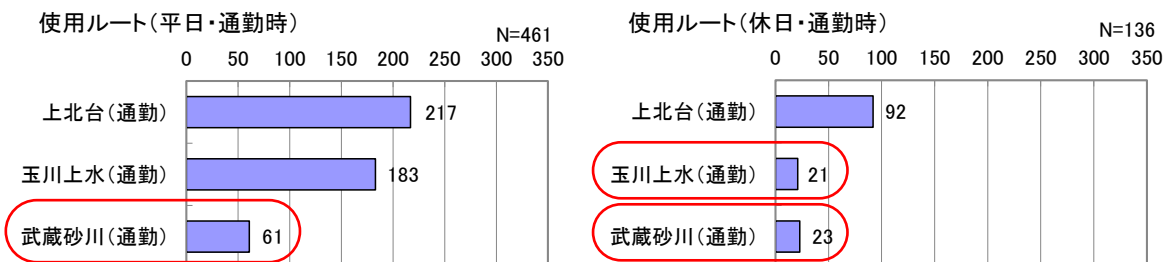 使用ルート(平日・通勤時)
N=461
0 50 100 150 200 250 300 350
上北台(通勤) 217
玉川上水(通勤) 183
武蔵砂川(通勤) 61
使用ルート(休日・通勤時)
N=136
0 50 100 150 200 250 300 350
上北台(通勤) 92
玉川上水(通勤) 21
武蔵砂川(通勤) 23